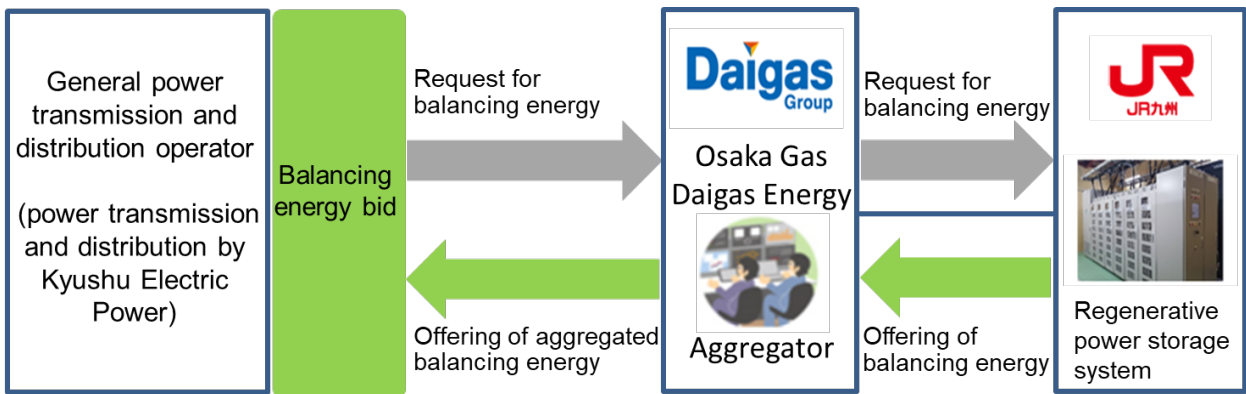 General power
transmission and
distribution operator
(power transmission
and distribution by
Kyushu Electric
Power)
Balancing
energy bid
Request for
balancing energy
Offering of aggregated
balancing energy
Daigas
Group
Osaka Gas
Daigas Energy
Aggregator
Request for
balancing energy
Offering of
balancing energy
JR
JR九州
Regenerative
power storage
system